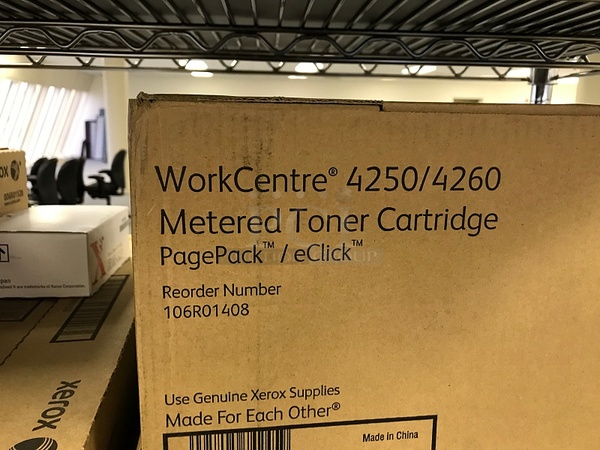 WorkCentre® 4250/4260
Metered Toner Cartridge
PagePack™ / eClick™
Reorder Number
106R01408
Use Genuine Xerox Supplies
Made For Each Other®
Made in China
xerox